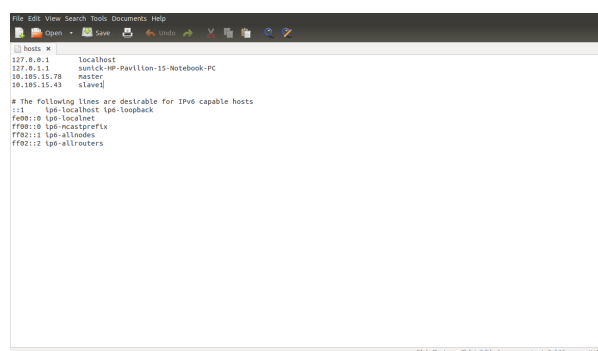 File Edit View Search Tools Documents Help
Open Save Undo
hosts ×
127.0.0.1 localhost
127.0.1.1 sunick-HP-Pavilion-15-Notebook-PC
10.105.15.78 master
10.105.15.43 slave1
# The following lines are desirable for IPv6 capable hosts
::1 ip6-localhost ip6-loopback
fe00::0 ip6-localnet
ff00::0 ip6-mcastprefix
ff02::1 ip6-allnodes
ff02::2 ip6-allrouters